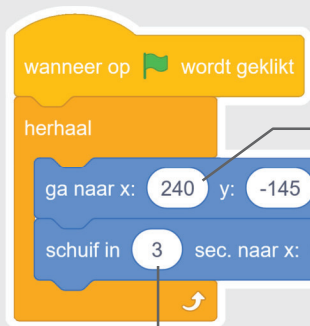 wanneer op wordt geklikt
herhaal
ga naar x: 240 y: -145
schuif in 3 sec. naar x: